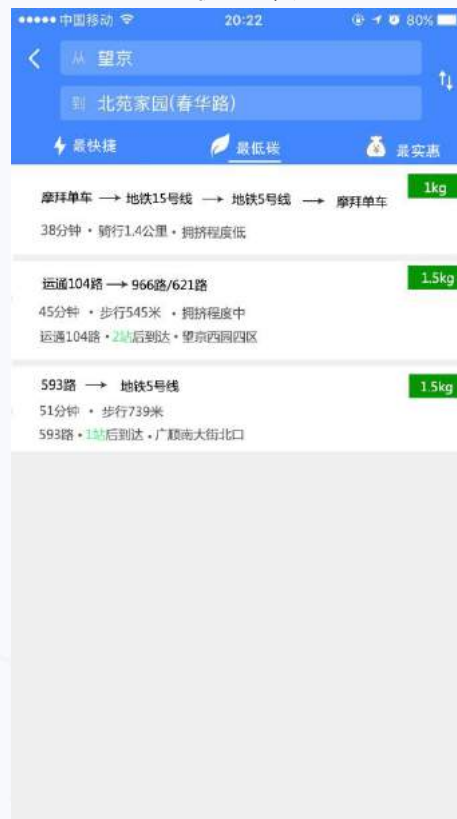 中国移动 20:22 80%
从 望京
到 北苑家园(春华路)
最快捷 最低碳 最实惠
摩拜单车 → 地铁15号线 → 地铁5号线 → 摩拜单车 1kg
38分钟 · 骑行1.4公里 · 拥挤程度低
运通104路 → 966路/621路 1.5kg
45分钟 · 步行545米 · 拥挤程度中
运通104路 · 2站后到达 · 望京西园四区
593路 → 地铁5号线 1.5kg
51分钟 · 步行739米
593路 · 1站后到达 · 广顺南大街北口